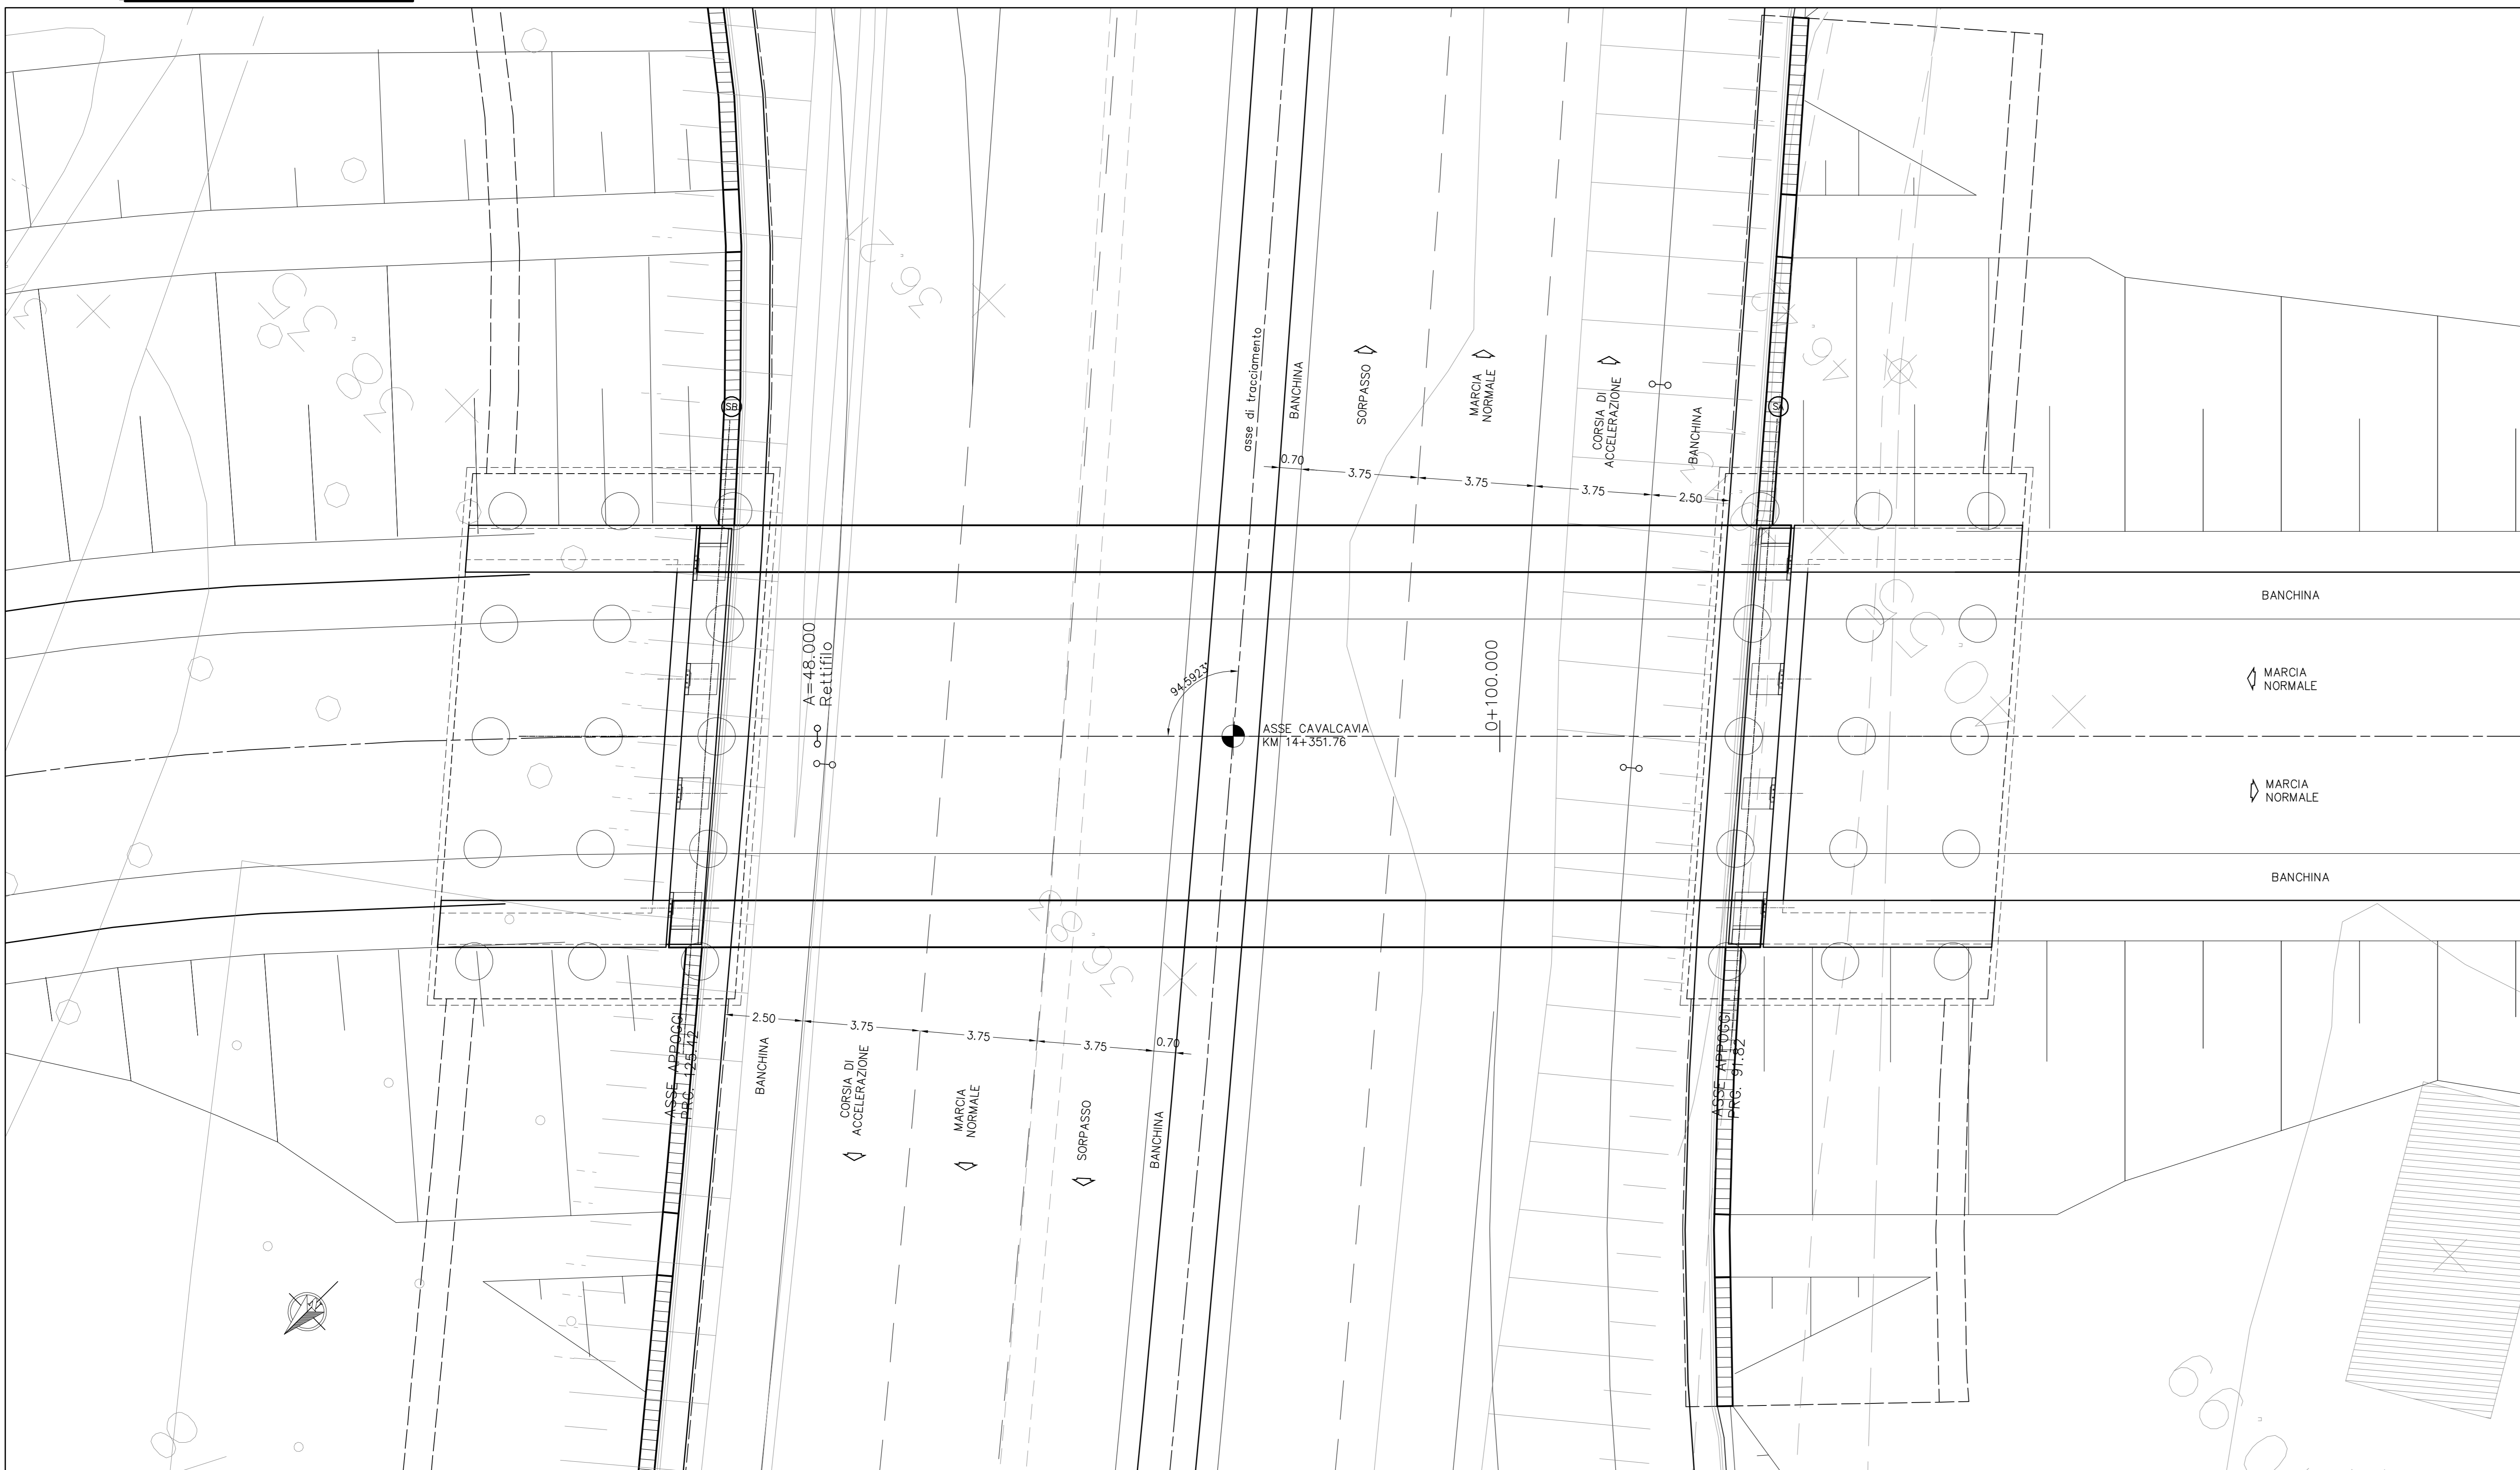 asse di tracciamento
BANCHINA
SORPASSO
MARCIA
NORMALE
CORSIA DI
ACCELERAZIONE
BANCHINA
SB
SA
0.70
3.75
3.75
3.75
2.50
BANCHINA
A=48.000
Rettifilo
94.5923°
0+100.000
MARCIA
NORMALE
ASSE CAVALCAVIA
KM 14+351.76
MARCIA
NORMALE
BANCHINA
2.50
3.75
3.75
3.75
0.70
ASSE APPOGGI
PRG. 125.42
BANCHINA
CORSIA DI
ACCELERAZIONE
MARCIA
NORMALE
SORPASSO
BANCHINA
ASSE APPOGGI
PRG. 91.82